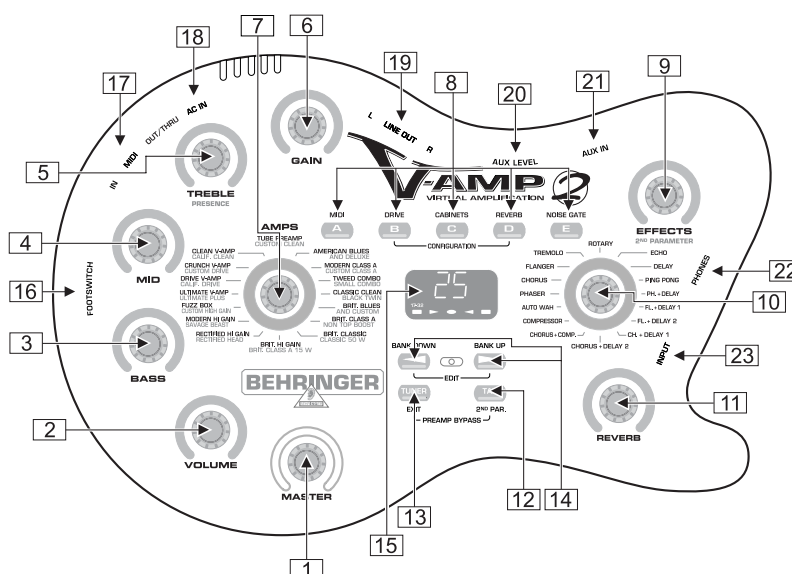 18
7
6
17
19
8
20
21
9
IN
MIDI
OUT/THRU
AC IN
5
TREBLE
PRESENCE
GAIN
L
LINE OUT
R
AUX LEVEL
AUX IN
V-AMP 2
VIRTUAL AMPLIFICATION
EFFECTS
2ND PARAMETER
4
MID
AMPS
MIDI
DRIVE
CABINETS
REVERB
NOISE GATE
A
B
C
D
E
CONFIGURATION
TUBE PREAMP
CUSTOM CLEAN
CLEAN V-AMP
CALIF. CLEAN
CRUNCH V-AMP
CUSTOM DRIVE
DRIVE V-AMP
CALIF. DRIVE
ULTIMATE V-AMP
ULTIMATE PLUS
FUZZ BOX
CUSTOM HIGH GAIN
MODERN HI GAIN
SAVAGE BEAST
RECTIFIED HI GAIN
RECTIFIED HEAD
BRIT. HI GAIN
BRIT. CLASS A 15 W
AMERICAN BLUES
AND DELUXE
MODERN CLASS A
CUSTOM CLASS A
TWEED COMBO
SMALL COMBO
CLASSIC CLEAN
BLACK TWIN
BRIT. BLUES
AND CUSTOM
BRIT. CLASS A
NON TOP BOOST
BRIT. CLASSIC
CLASSIC 50 W
25
ROTARY
TREMOLO
FLANGER
CHORUS
PHASER
AUTO WAH
COMPRESSOR
CHORUS+COMP.
CHORUS+DELAY 2
ECHO
DELAY
PING PONG
PH.+DELAY
FL.+DELAY 1
FL.+DELAY 2
CH.+DELAY 1
PHONES
22
10
16
FOOTSWITCH
3
BASS
BANK DOWN
BANK UP
EDIT
TUNER
TAP
EXIT
2ND PAR.
PREAMP BYPASS
INPUT
23
BEHRINGER
2
VOLUME
11
REVERB
MASTER
12
14
13
15
1